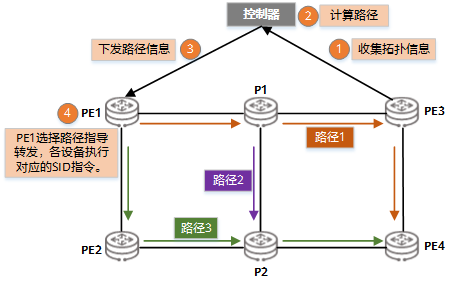 控制器
2
计算路径
下发路径信息
3
1
收集拓扑信息
4
PE1
P1
PE3
PE1选择路径指导
转发，各设备执行
对应的SID指令。
路径1
路径2
路径3
PE2
P2
PE4